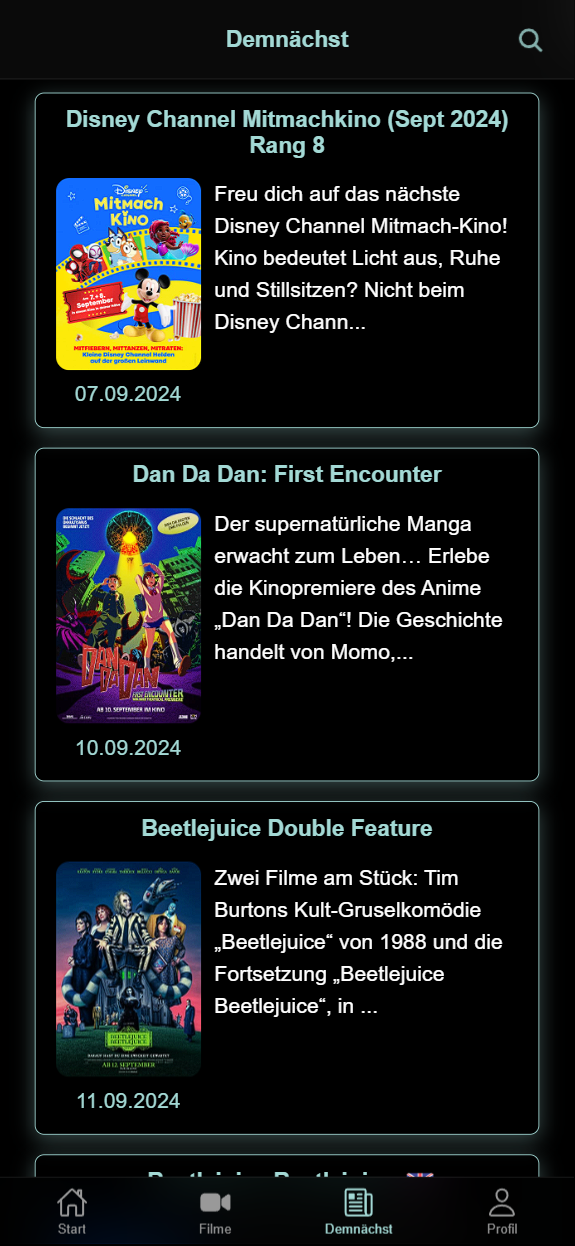 Demnächst
Disney Channel Mitmachkino (Sept 2024)
Rang 8
Disney
Mitmach
Kino
Am 7.+8.
September
MITFIEBERN, MITTANZEN, MITRATEN:
Kleine Disney Channel Helden
auf der großen Leinwand
Freu dich auf das nächste
Disney Channel Mitmach-Kino!
Kino bedeutet Licht aus, Ruhe
und Stillsitzen? Nicht beim
Disney Chann...
07.09.2024
Dan Da Dan: First Encounter
DAN
DA DAN
FIRST ENCOUNTER
AB 10. SEPTEMBER IM KINO
Der supernatürliche Manga
erwacht zum Leben… Erlebe
die Kinopremiere des Anime
„Dan Da Dan“! Die Geschichte
handelt von Momo,...
10.09.2024
Beetlejuice Double Feature
BEETLEJUICE
BEETLEJUICE
AB 12. SEPTEMBER
Zwei Filme am Stück: Tim
Burtons Kult-Gruselkomödie
„Beetlejuice“ von 1988 und die
Fortsetzung „Beetlejuice
Beetlejuice“, in ...
11.09.2024
Start
Filme
Demnächst
Profil